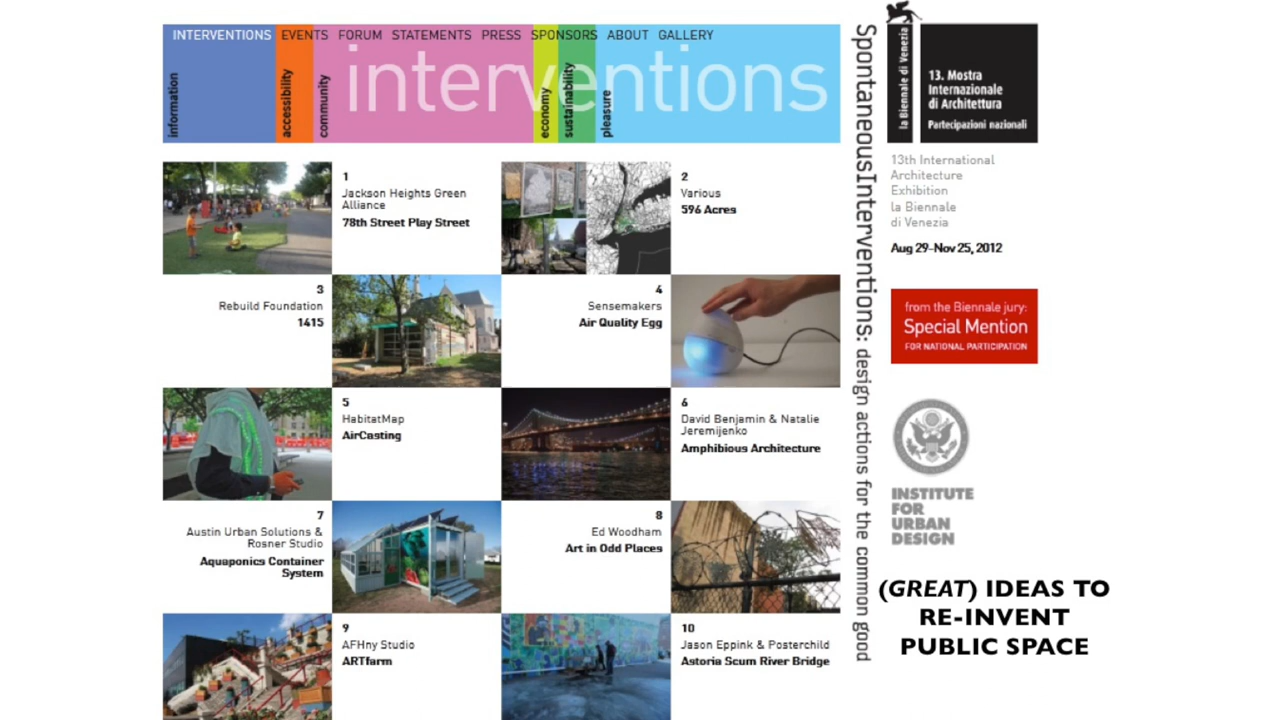 INTERVENTIONS EVENTS FORUM STATEMENTS PRESS SPONSORS ABOUT GALLERY
interventions
information
accessibility
community
economy
sustainability
pleasure
1
Jackson Heights Green
Alliance
78th Street Play Street
2
Various
596 Acres
3
Rebuild Foundation
1415
4
Sensemakers
Air Quality Egg
5
HabitatMap
AirCasting
6
David Benjamin & Natalie
Jeremijenko
Amphibious Architecture
7
Austin Urban Solutions &
Rosner Studio
Aquaponics Container
System
8
Ed Woodham
Art in Odd Places
9
AFHny Studio
ARTfarm
10
Jason Eppink & Posterchild
Astoria Scum River Bridge
SpontaneousInterventions: design actions for the common good
la Biennale di Venezia
13. Mostra
Internazionale
di Architettura
Partecipazioni nazionali
13th International
Architecture
Exhibition
la Biennale
di Venezia
Aug 29–Nov 25, 2012
from the Biennale jury:
Special Mention
FOR NATIONAL PARTICIPATION
INSTITUTE
FOR
URBAN
DESIGN
(GREAT) IDEAS TO
RE-INVENT
PUBLIC SPACE